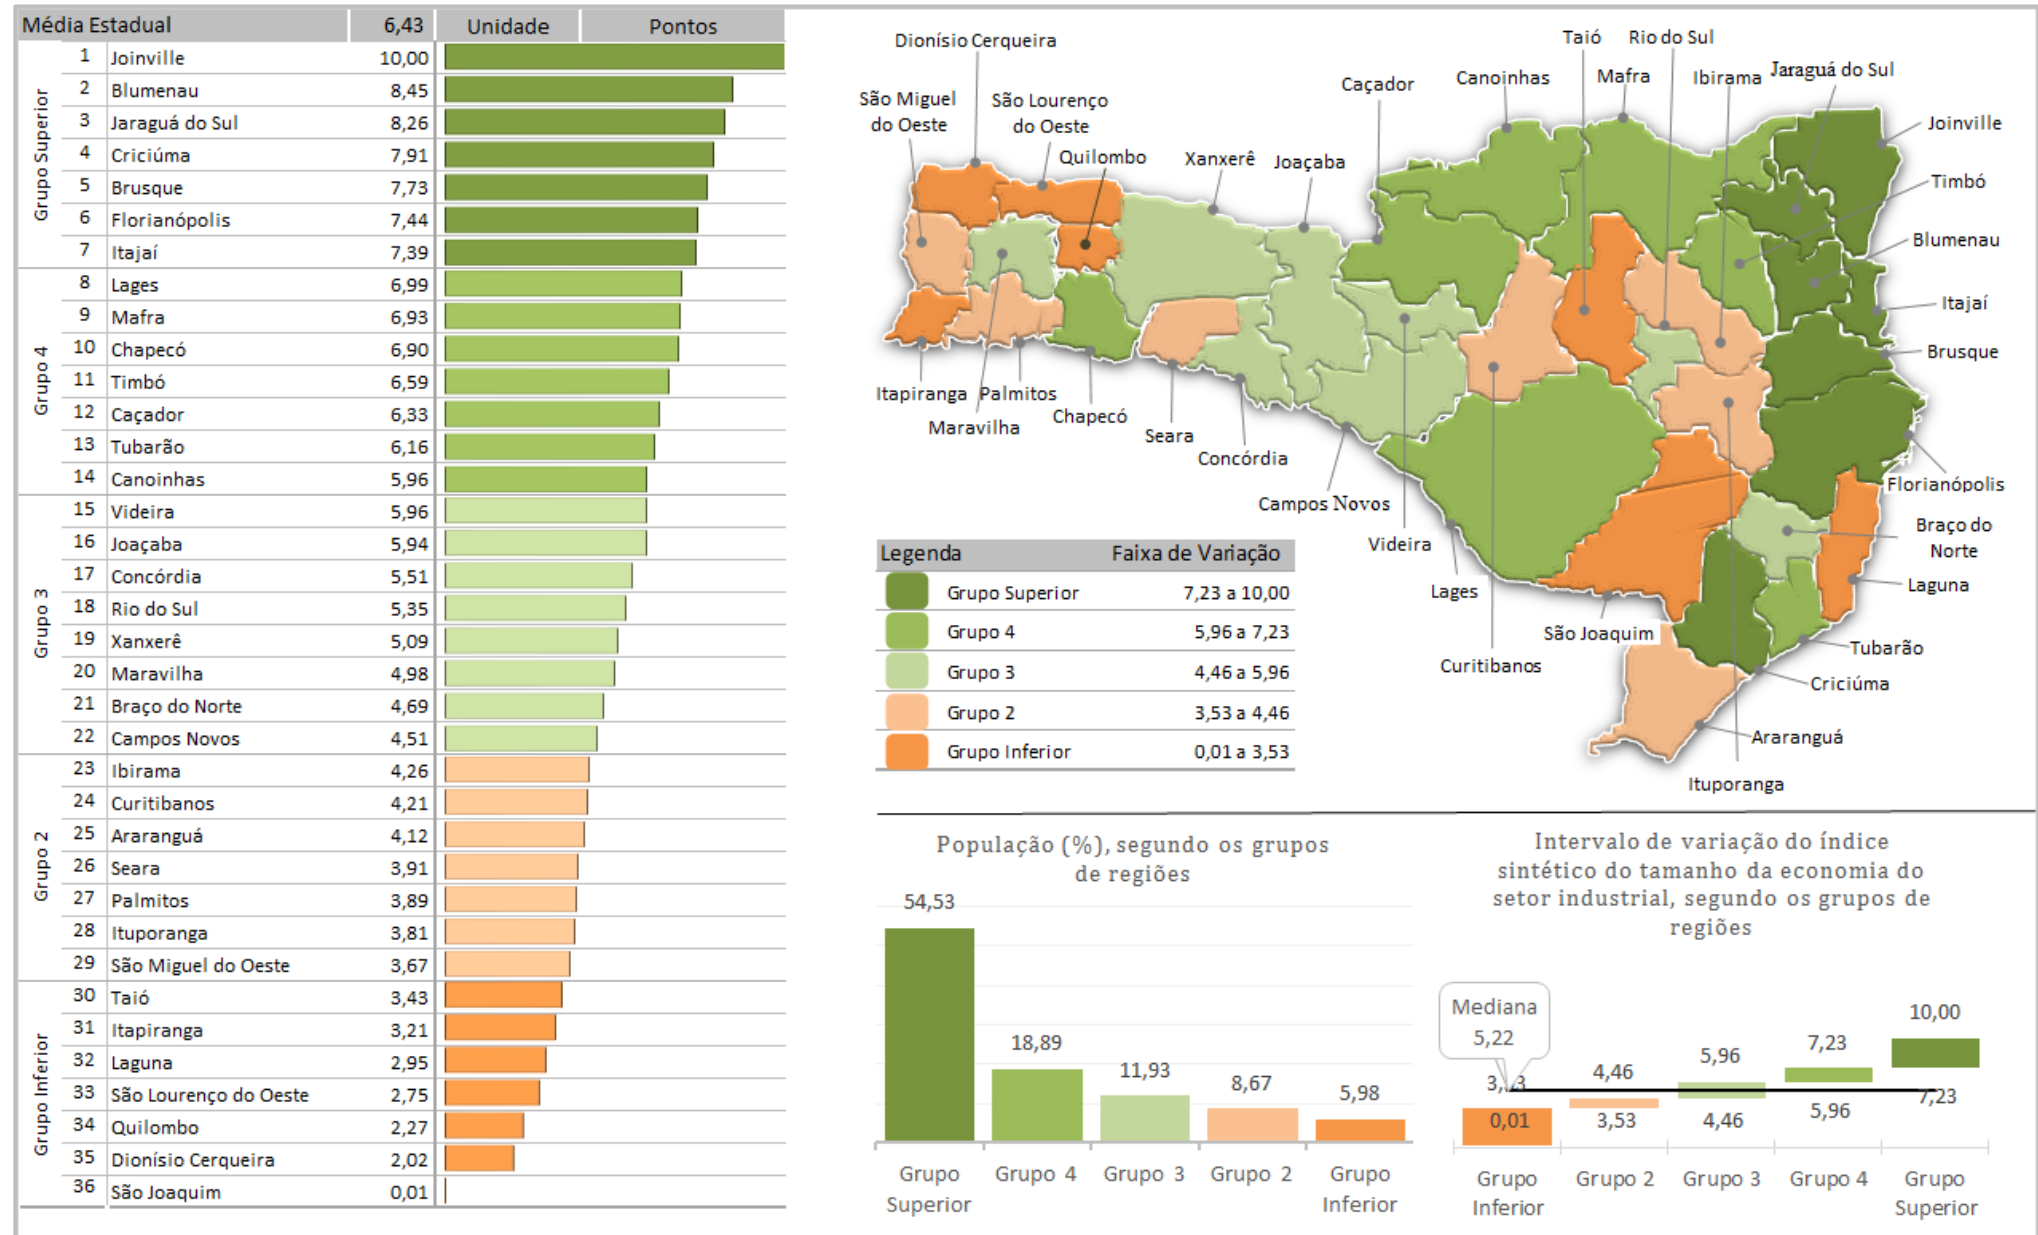 Média Estadual 6,43 Unidade Pontos
Grupo Superior
1 Joinville 10,00
2 Blumenau 8,45
3 Jaraguá do Sul 8,26
4 Criciúma 7,91
5 Brusque 7,73
6 Florianópolis 7,44
7 Itajaí 7,39
Grupo 4
8 Lages 6,99
9 Mafra 6,93
10 Chapecó 6,90
11 Timbó 6,59
12 Caçador 6,33
13 Tubarão 6,16
14 Canoinhas 5,96
Grupo 3
15 Videira 5,96
16 Joaçaba 5,94
17 Concórdia 5,51
18 Rio do Sul 5,35
19 Xanxerê 5,09
20 Maravilha 4,98
21 Braço do Norte 4,69
22 Campos Novos 4,51
Grupo 2
23 Ibirama 4,26
24 Curitibanos 4,21
25 Araranguá 4,12
26 Seara 3,91
27 Palmitos 3,89
28 Ituporanga 3,81
29 São Miguel do Oeste 3,67
Grupo Inferior
30 Taió 3,43
31 Itapiranga 3,21
32 Laguna 2,95
33 São Lourenço do Oeste 2,75
34 Quilombo 2,27
35 Dionísio Cerqueira 2,02
36 São Joaquim 0,01
Dionísio Cerqueira
Taió
Rio do Sul
Caçador
Canoinhas
Mafra
Ibirama
Jaraguá do Sul
São Miguel
do Oeste
São Lourenço
do Oeste
Quilombo
Xanxerê
Joaçaba
Joinville
Timbó
Blumenau
Itajaí
Brusque
Itapiranga
Palmitos
Maravilha
Chapecó
Seara
Concórdia
Campos Novos
Videira
Lages
Florianópolis
Braço do
Norte
Laguna
São Joaquim
Tubarão
Curitibanos
Criciúma
Araranguá
Ituporanga
Legenda Faixa de Variação
Grupo Superior 7,23 a 10,00
Grupo 4 5,96 a 7,23
Grupo 3 4,46 a 5,96
Grupo 2 3,53 a 4,46
Grupo Inferior 0,01 a 3,53
População (%), segundo os grupos
de regiões
54,53
18,89
11,93
8,67
5,98
Grupo
Superior
Grupo 4
Grupo 3
Grupo 2
Grupo
Inferior
Intervalo de variação do índice
sintético do tamanho da economia do
setor industrial, segundo os grupos de
regiões
Mediana
5,22
0,01
4,46
3,53
5,96
4,46
7,23
5,96
10,00
7,23
Grupo
Inferior
Grupo 2
Grupo 3
Grupo 4
Grupo
Superior